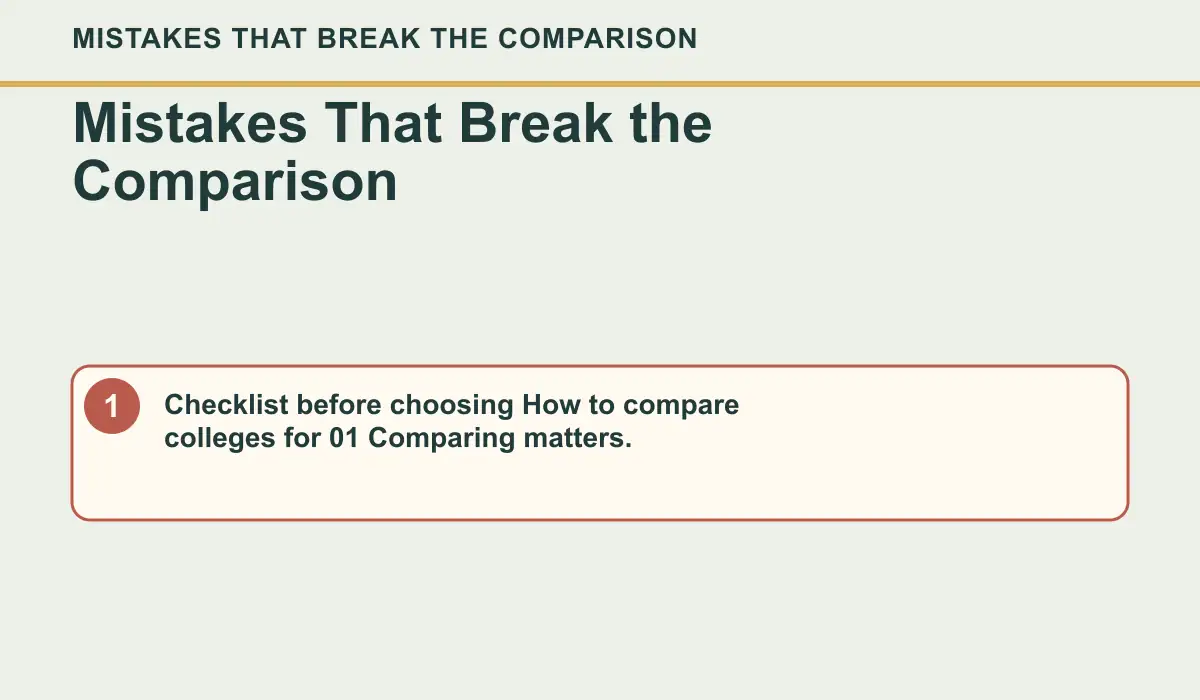 MISTAKES THAT BREAK THE COMPARISON
Mistakes That Break the
Comparison
1
Checklist before choosing How to compare
colleges for 01 Comparing matters.